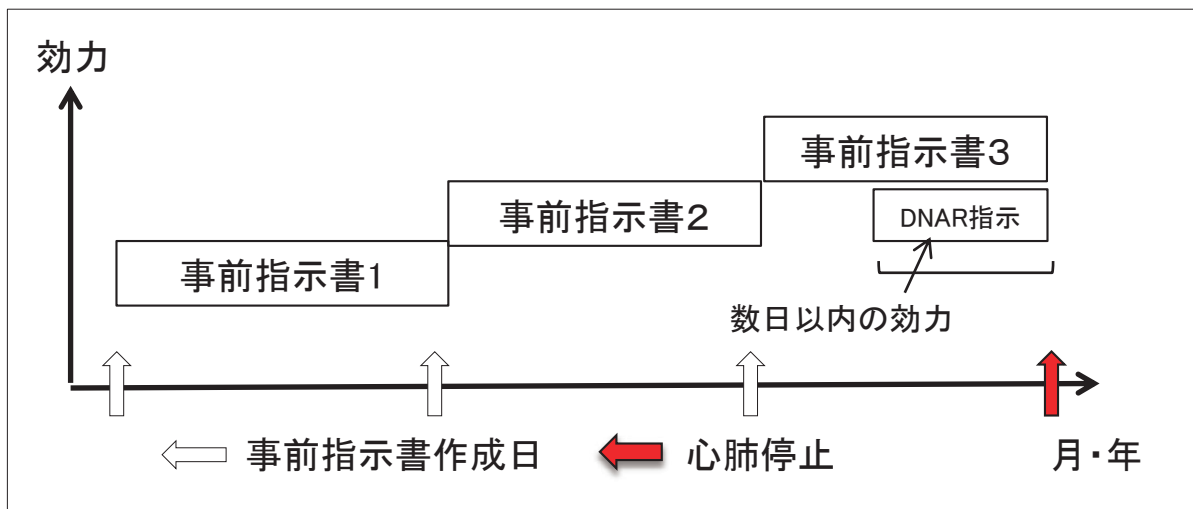 効力
事前指示書3
事前指示書2
DNAR指示
事前指示書1
数日以内の効力
事前指示書作成日
心肺停止
月・年